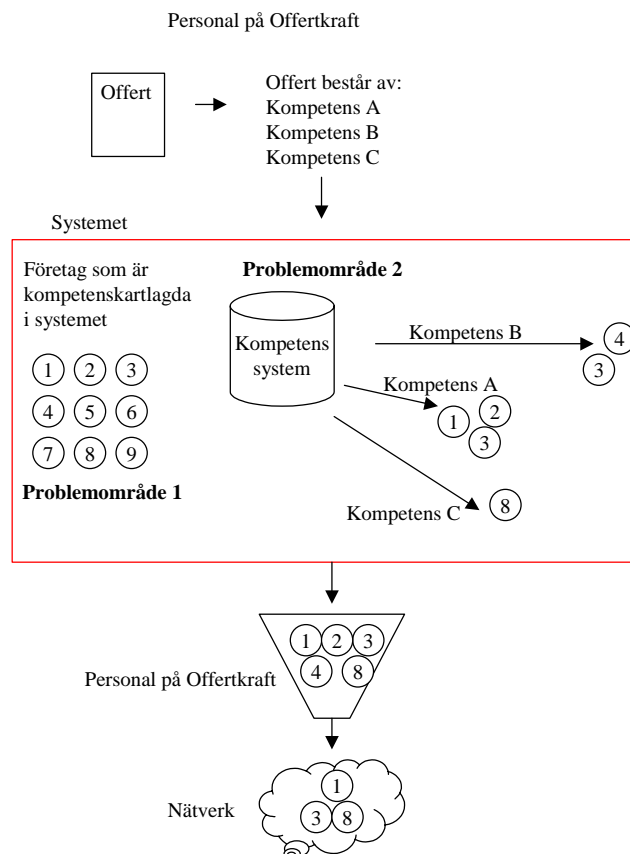 Personal på Offertkraft
Offert
Offert består av:
Kompetens A
Kompetens B
Kompetens C
Systemet
Företag som är
kompetenskartlagda
i systemet
Problemområde 2
Kompetens
system
Kompetens B
4
3
Kompetens A
1
2
3
1 2 3
4 5 6
7 8 9
Problemområde 1
Kompetens C
8
1 2 3
4 8
Personal på Offertkraft
1
3 8
Nätverk